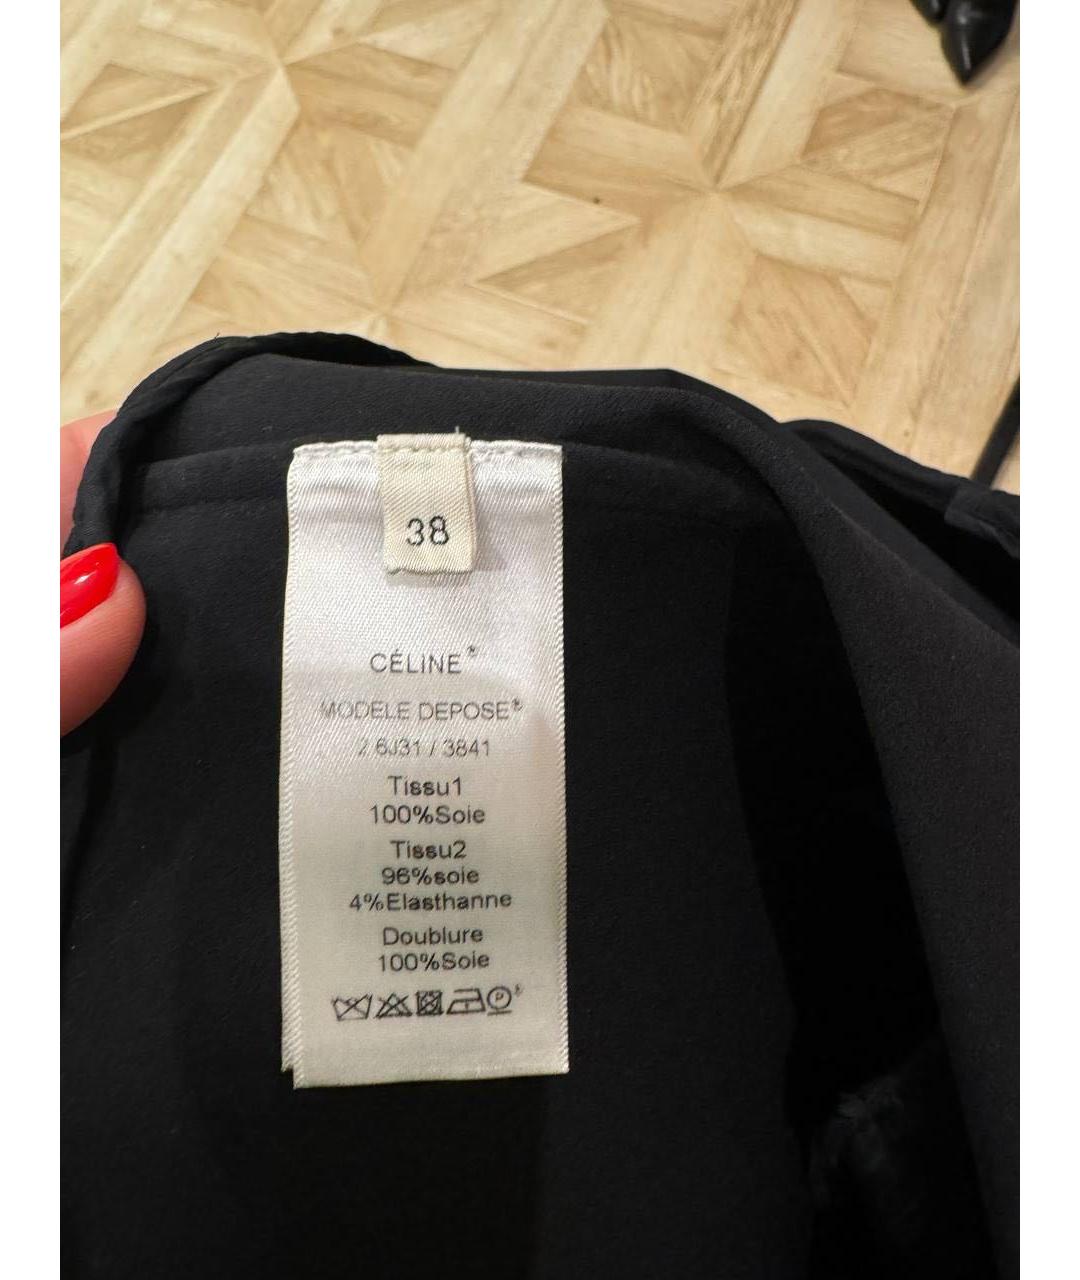 38
CÉLINE®
MODELE DEPOSE®
2 6J31 / 3841
Tissu1
100%Soie
Tissu2
96%soie
4%Elasthanne
Doublure
100%Soie
P